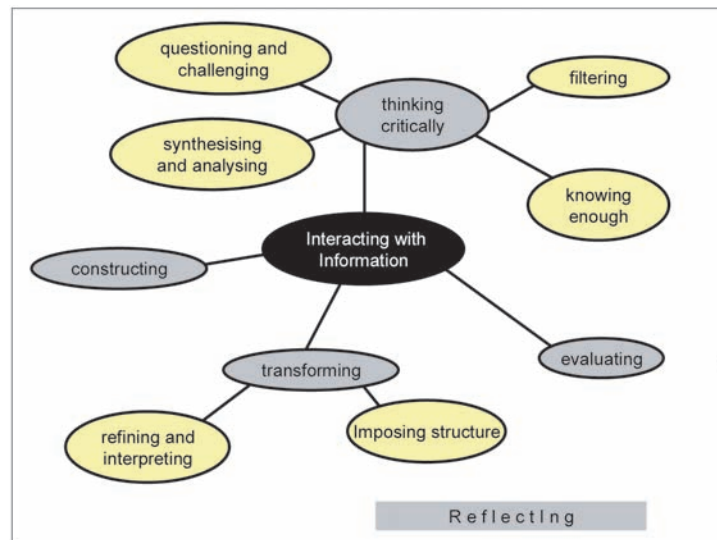 questioning and
challenging
thinking
critically
filtering
synthesising
and analysing
knowing
enough
Interacting with
Information
constructing
evaluating
transforming
refining and
interpreting
Imposing structure
ReflectIng